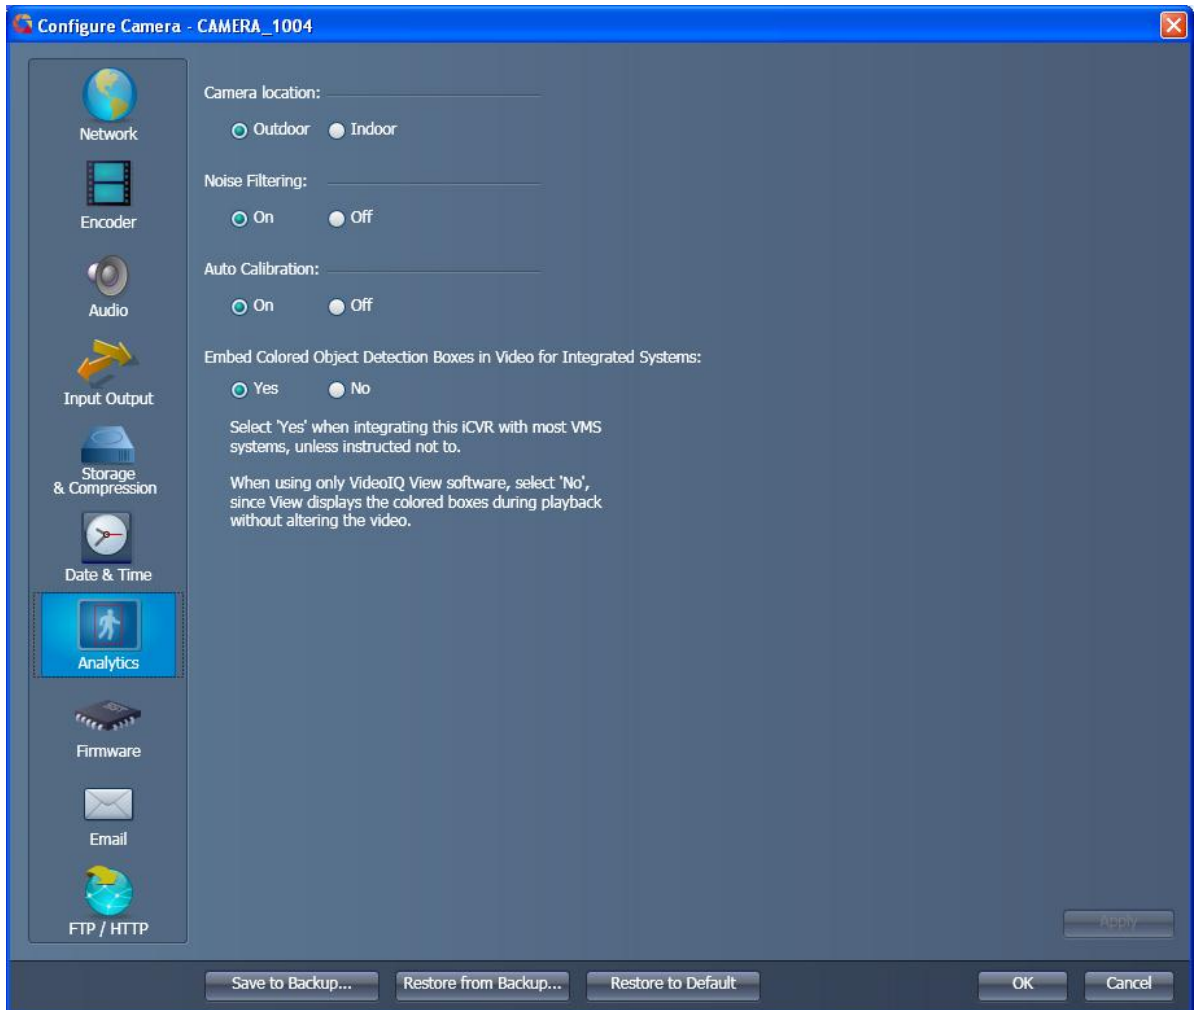 Configure Camera - CAMERA_1004
Network
Encoder
Audio
Input Output
Storage
& Compression
Date & Time
Analytics
Firmware
Email
FTP / HTTP
Camera location:
Outdoor Indoor
Noise Filtering:
On Off
Auto Calibration:
On Off
Embed Colored Object Detection Boxes in Video for Integrated Systems:
Yes No
Select 'Yes' when integrating this iCVR with most VMS
systems, unless instructed not to.
When using only VideoIQ View software, select 'No',
since View displays the colored boxes during playback
without altering the video.
Apply
Save to Backup... Restore from Backup... Restore to Default OK Cancel